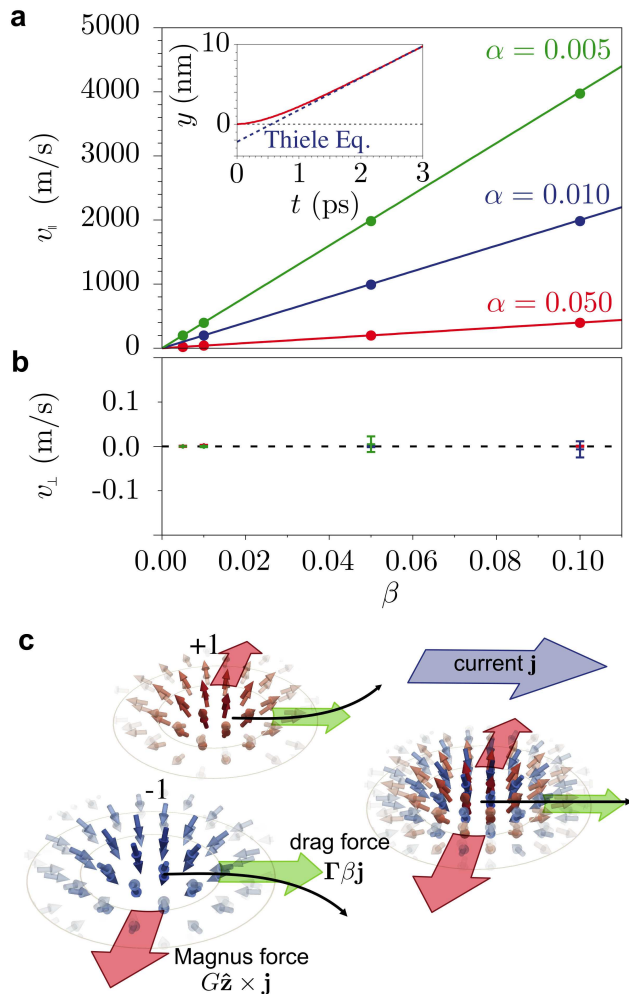 a
5000
4000
3000
2000
1000
0
v∥ (m/s)
α = 0.005
α = 0.010
α = 0.050
10
0
y (nm)
Thiele Eq.
0 1 2 3
t (ps)
b
0.1
0.0
-0.1
v⊥ (m/s)
0.00 0.02 0.04 0.06 0.08 0.10
β
c
+1
current j
-1
drag force
Γβj
Magnus force
Gẑ × j